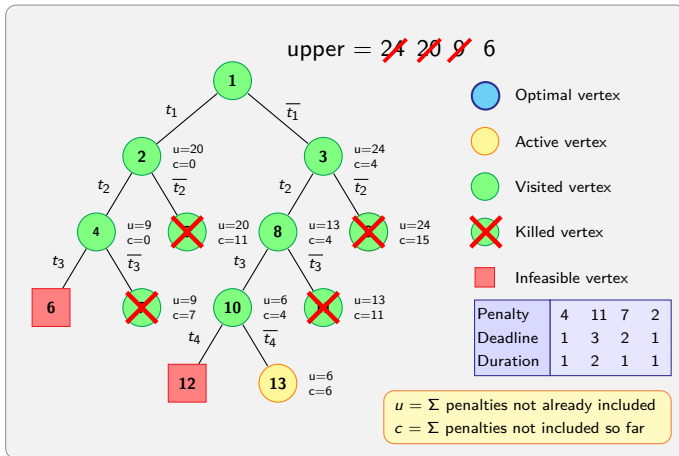 upper = 24 20 9 6
1
t₁
t̅₁
Optimal vertex
2
u=20
c=0
3
u=24
c=4
Active vertex
t₂
t̅₂
t₂
t̅₂
Visited vertex
4
u=9
c=0
u=20
c=11
8
u=13
c=4
u=24
c=15
Killed vertex
t₃
t̅₃
t₃
t̅₃
Infeasible vertex
6
u=9
c=7
10
u=6
c=4
u=13
c=11
Penalty 4 11 7 2
Deadline 1 3 2 1
Duration 1 2 1 1
t₄
t̅₄
12
13
u=6
c=6
u = Σ penalties not already included
c = Σ penalties not included so far